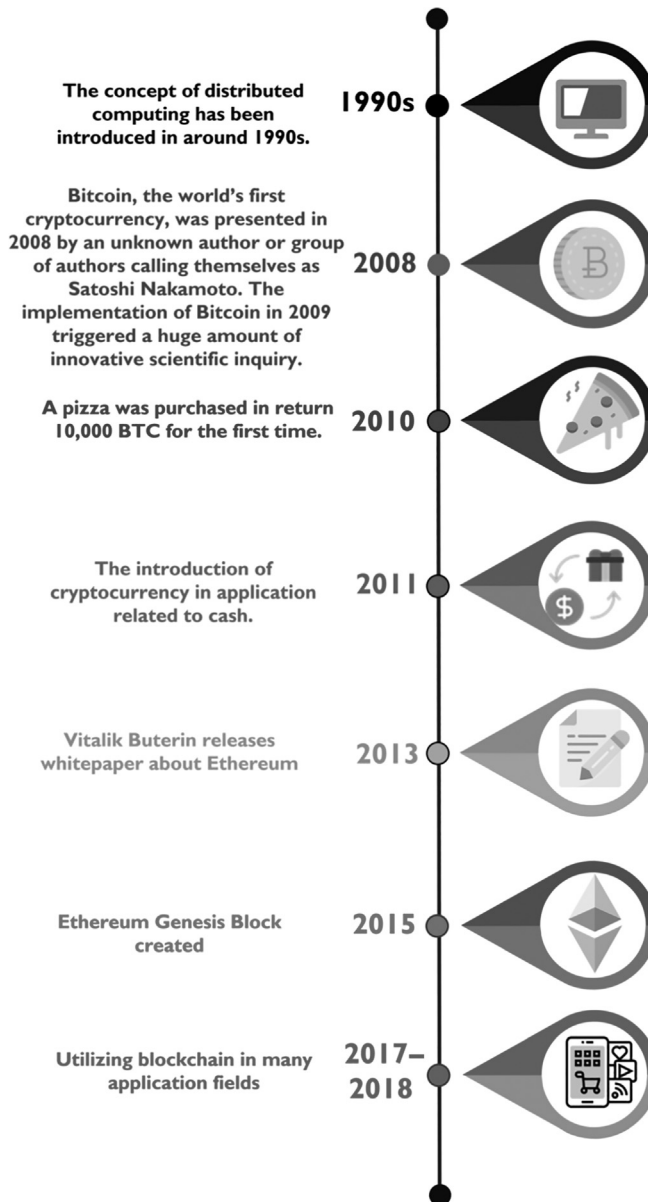 The concept of distributed
computing has been
introduced in around 1990s.
1990s
Bitcoin, the world's first
cryptocurrency, was presented in
2008 by an unknown author or group
of authors calling themselves as
Satoshi Nakamoto. The
implementation of Bitcoin in 2009
triggered a huge amount of
innovative scientific inquiry.
2008
A pizza was purchased in return
10,000 BTC for the first time.
2010
The introduction of
cryptocurrency in application
related to cash.
2011
Vitalik Buterin releases
whitepaper about Ethereum
2013
Ethereum Genesis Block
created
2015
Utilizing blockchain in many
application fields
2017–
2018